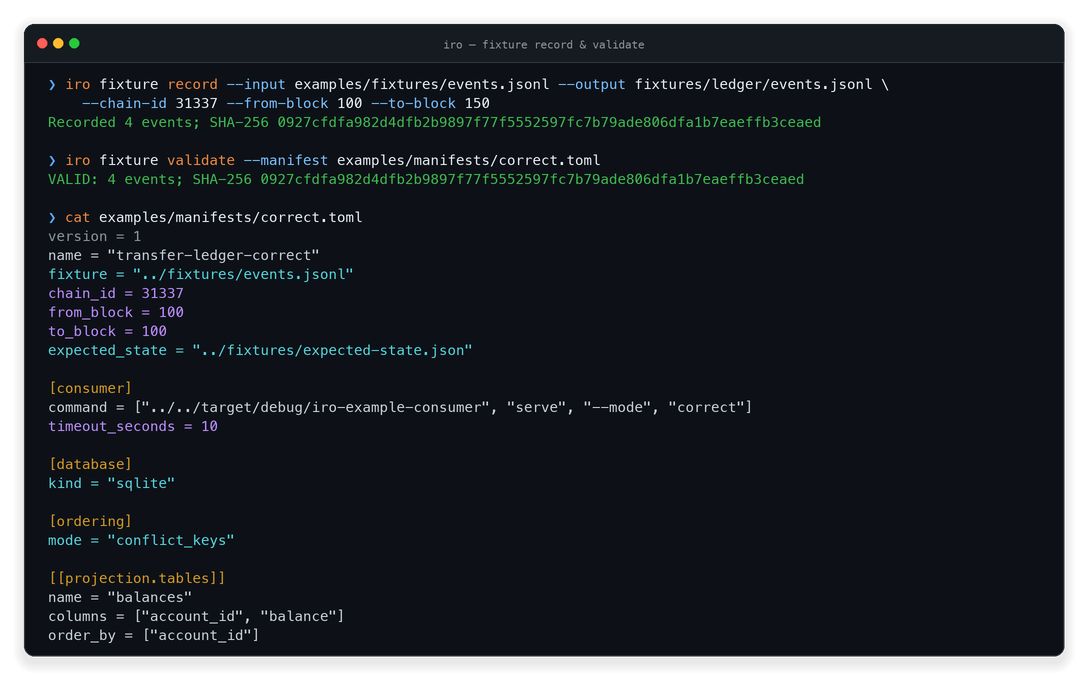 iro — fixture record & validate
❯ iro fixture record --input examples/fixtures/events.jsonl --output fixtures/ledger/events.jsonl \
--chain-id 31337 --from-block 100 --to-block 150
Recorded 4 events; SHA-256 0927cfdfa982d4dfb2b9897f77f5552597fc7b79ade806dfa1b7eaeffb3ceaed
❯ iro fixture validate --manifest examples/manifests/correct.toml
VALID: 4 events; SHA-256 0927cfdfa982d4dfb2b9897f77f5552597fc7b79ade806dfa1b7eaeffb3ceaed
❯ cat examples/manifests/correct.toml
version = 1
name = "transfer-ledger-correct"
fixture = "../fixtures/events.jsonl"
chain_id = 31337
from_block = 100
to_block = 100
expected_state = "../fixtures/expected-state.json"
[consumer]
command = ["../../target/debug/iro-example-consumer", "serve", "--mode", "correct"]
timeout_seconds = 10
[database]
kind = "sqlite"
[ordering]
mode = "conflict_keys"
[[projection.tables]]
name = "balances"
columns = ["account_id", "balance"]
order_by = ["account_id"]